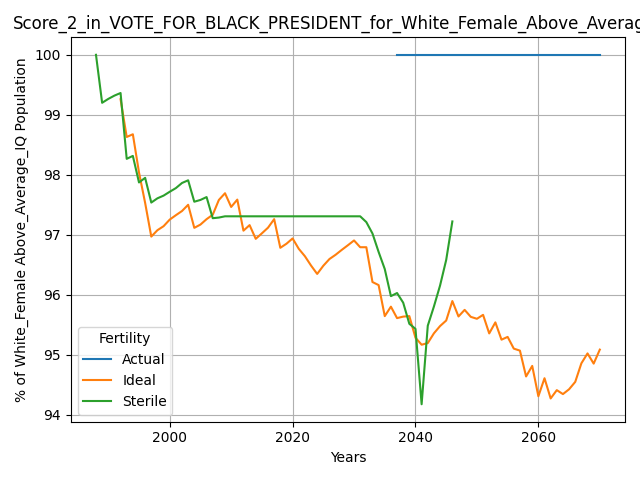 Score_2_in_VOTE_FOR_BLACK_PRESIDENT_for_White_Female_Above_Averag
% of White_Female Above_Average_IQ Population
100
99
98
97
96
95
94
Fertility
Actual
Ideal
Sterile
2000
2020
2040
2060
Years